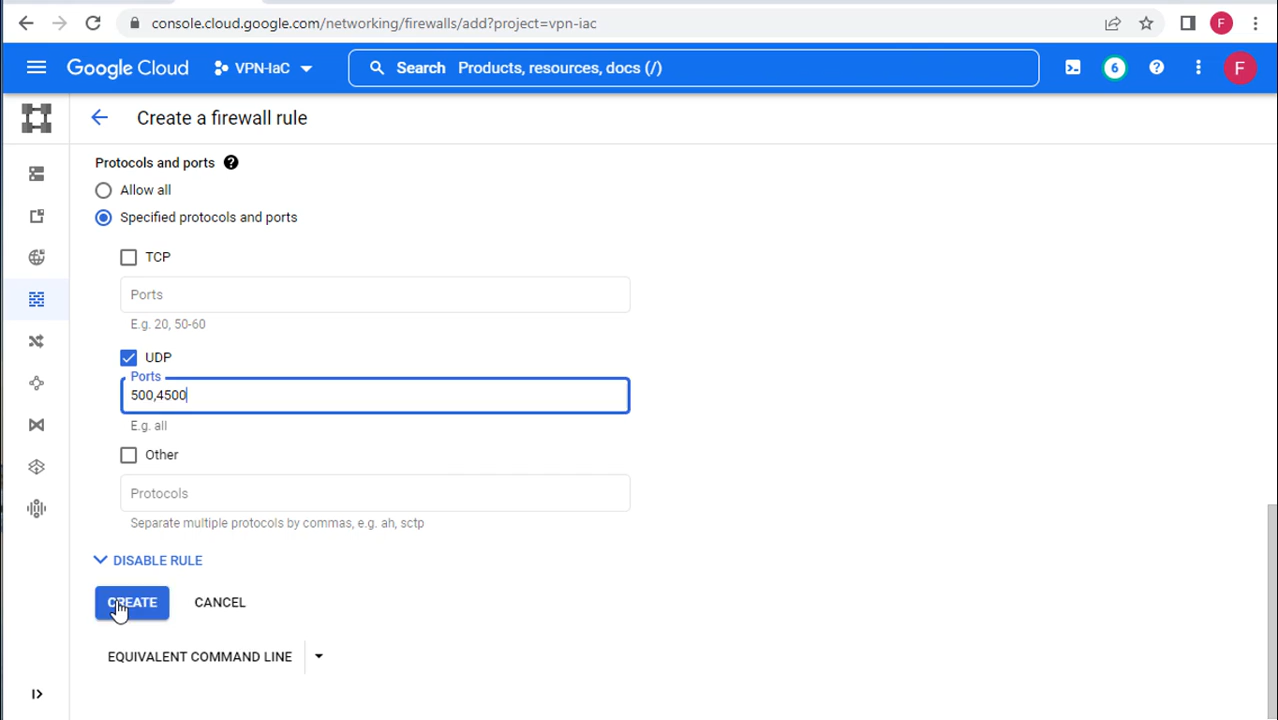 console.cloud.google.com/networking/firewalls/add?project=vpn-iac
F
Google Cloud
VPN-IaC
Search Products, resources, docs (/)
6
F
Create a firewall rule
Protocols and ports
Allow all
Specified protocols and ports
TCP
Ports
E.g. 20, 50-60
UDP
Ports
500,4500
E.g. all
Other
Protocols
Separate multiple protocols by commas, e.g. ah, sctp
DISABLE RULE
CREATE
CANCEL
EQUIVALENT COMMAND LINE